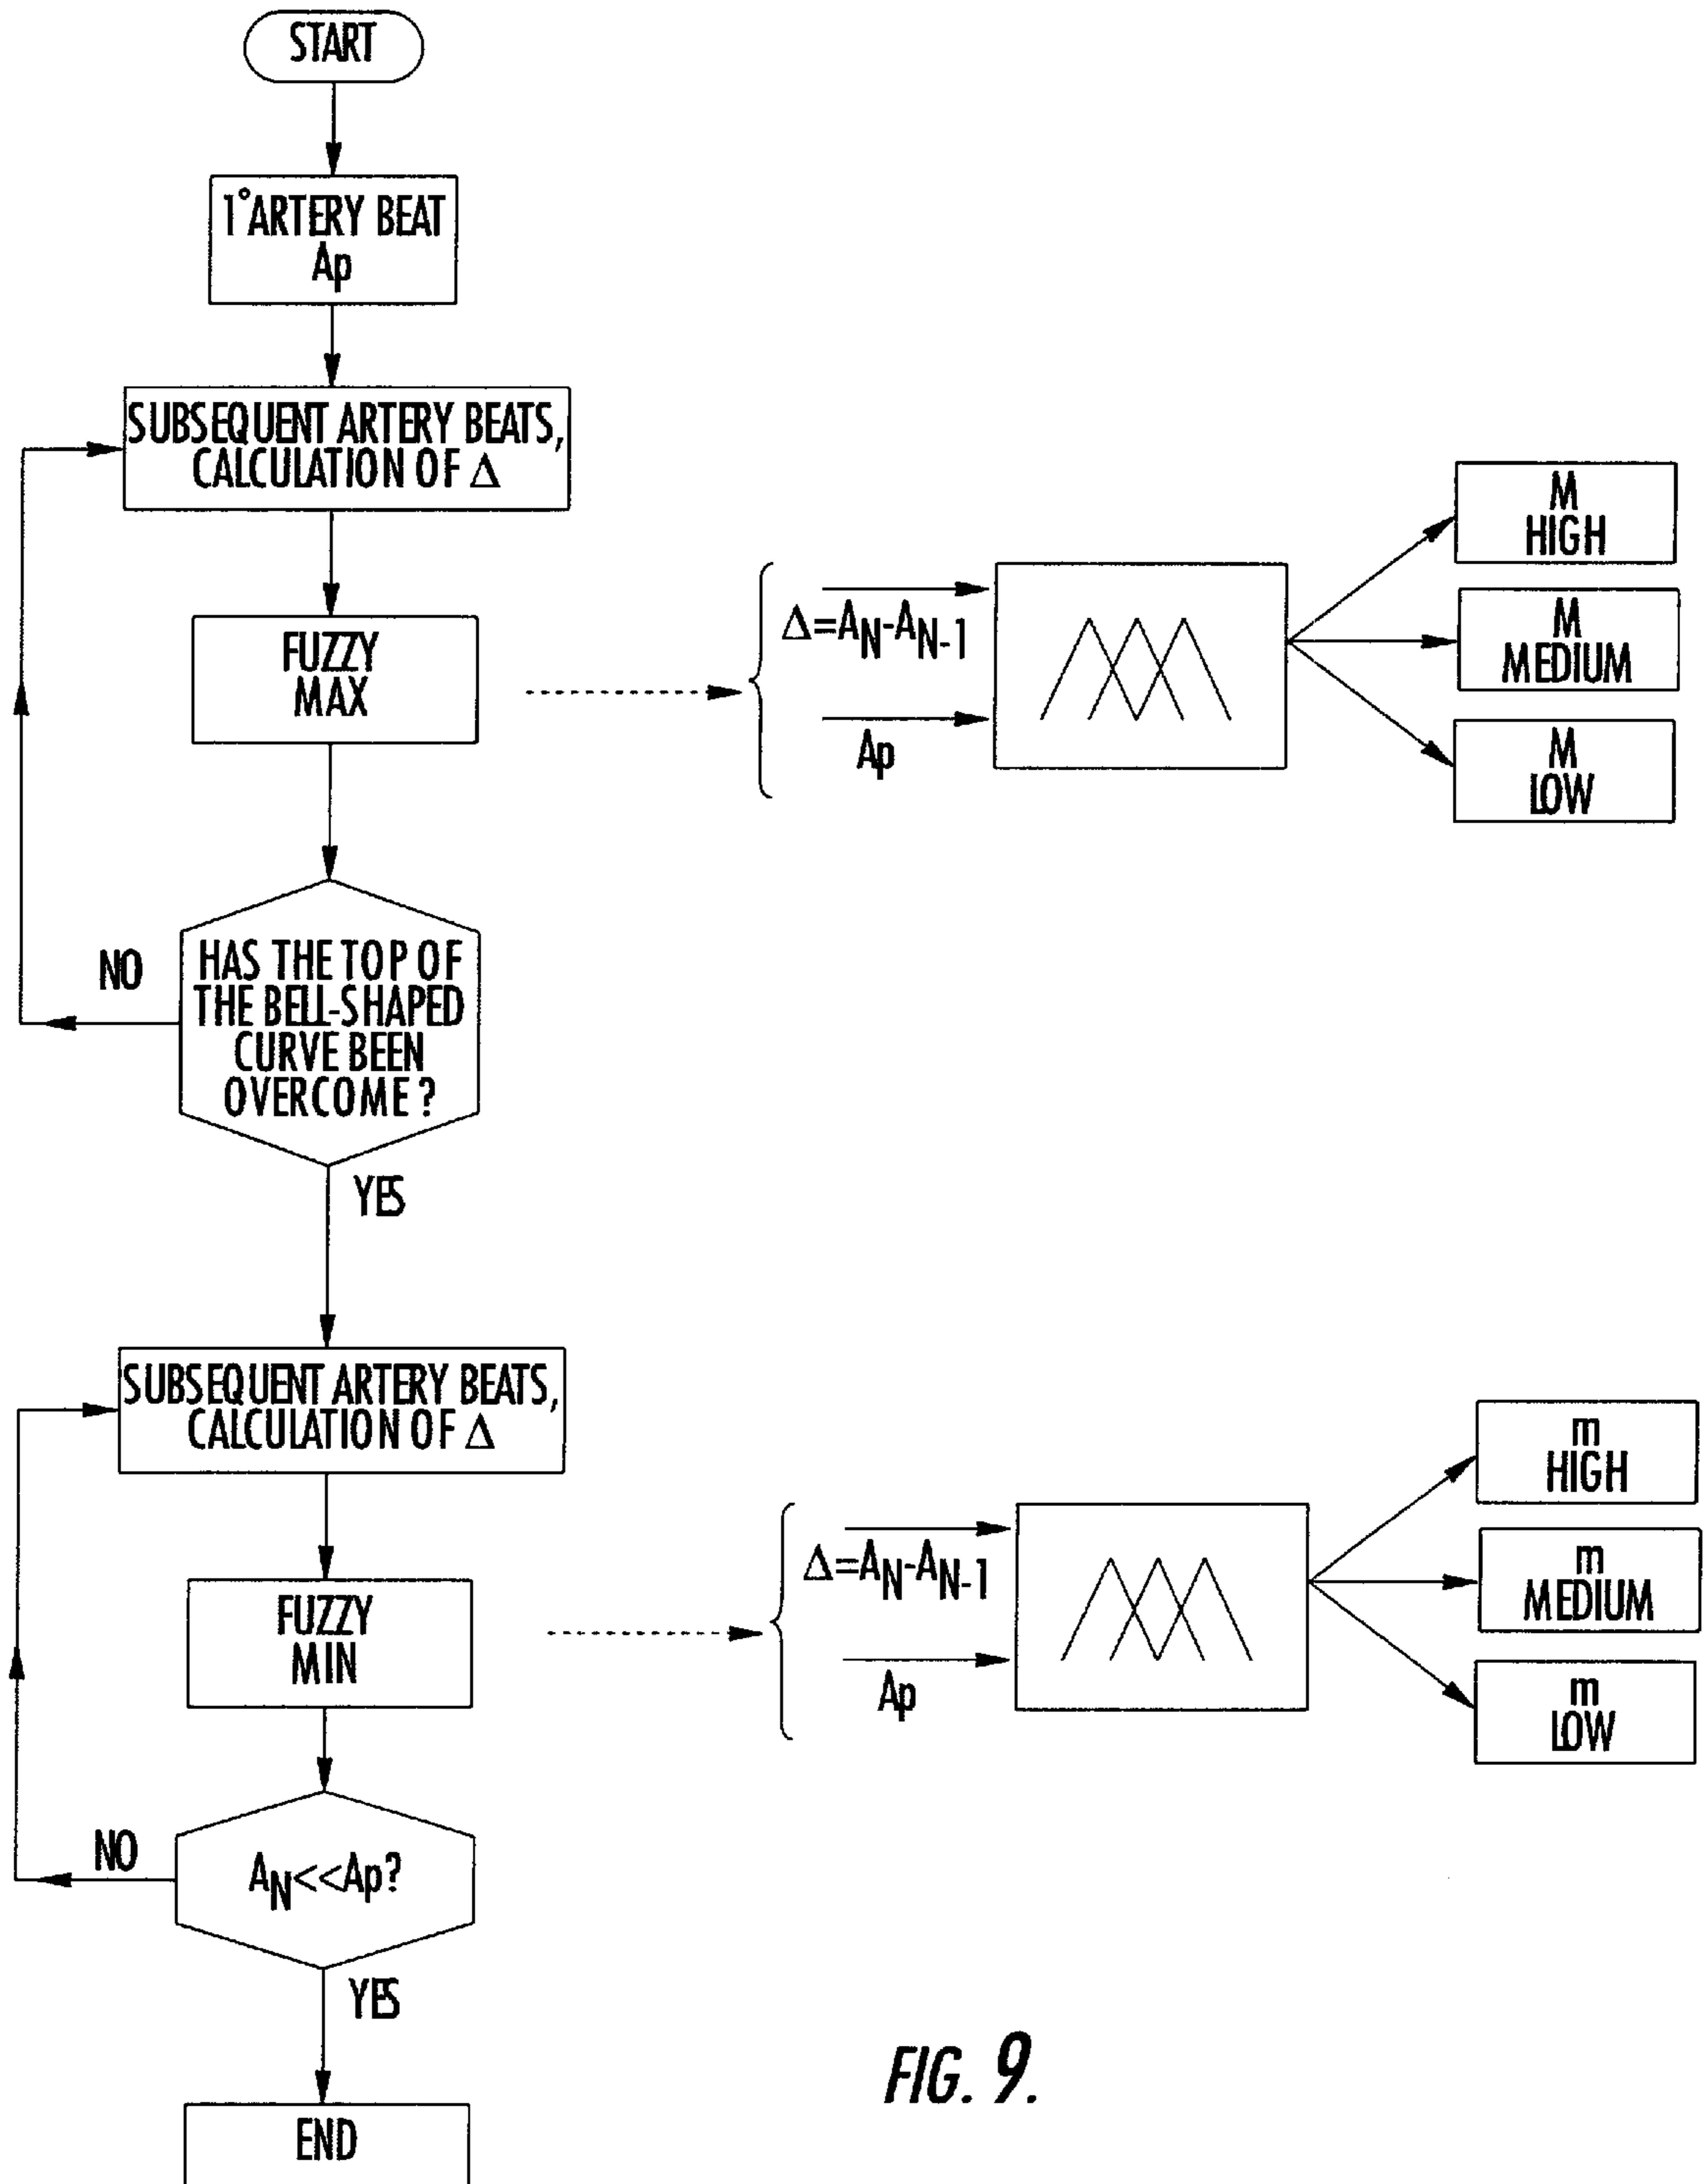 START
1°ARTERY BEAT
Ap
SUBSEQUENT ARTERY BEATS,
CALCULATION OF Δ
FUZZY
MAX
Δ=AN-AN-1
Ap
M
HIGH
M
MEDIUM
M
LOW
HAS THE TOP OF
THE BELL-SHAPED
CURVE BEEN
OVERCOME ?
NO
YES
SUBSEQUENT ARTERY BEATS,
CALCULATION OF Δ
FUZZY
MIN
Δ=AN-AN-1
Ap
m
HIGH
m
MEDIUM
m
LOW
AN<<Ap?
NO
YES
END
FIG. 9.